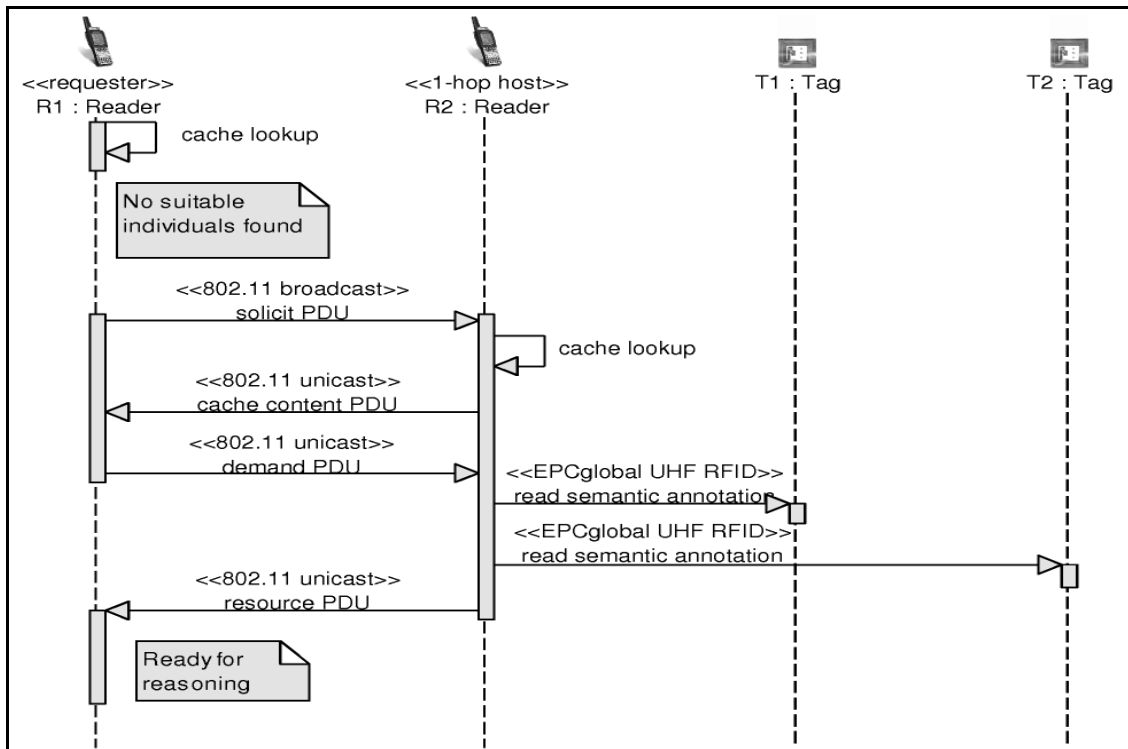 <<requester>>
R1 : Reader
<<1-hop host>>
R2 : Reader
T1 : Tag
T2 : Tag
cache lookup
No suitable
individuals found
<<802.11 broadcast>>
solicit PDU
cache lookup
<<802.11 unicast>>
cache content PDU
<<802.11 unicast>>
demand PDU
<<EPCglobal UHF RFID>>
read semantic annotation
<<EPCglobal UHF RFID>>
read semantic annotation
<<802.11 unicast>>
resource PDU
Ready for
reasoning